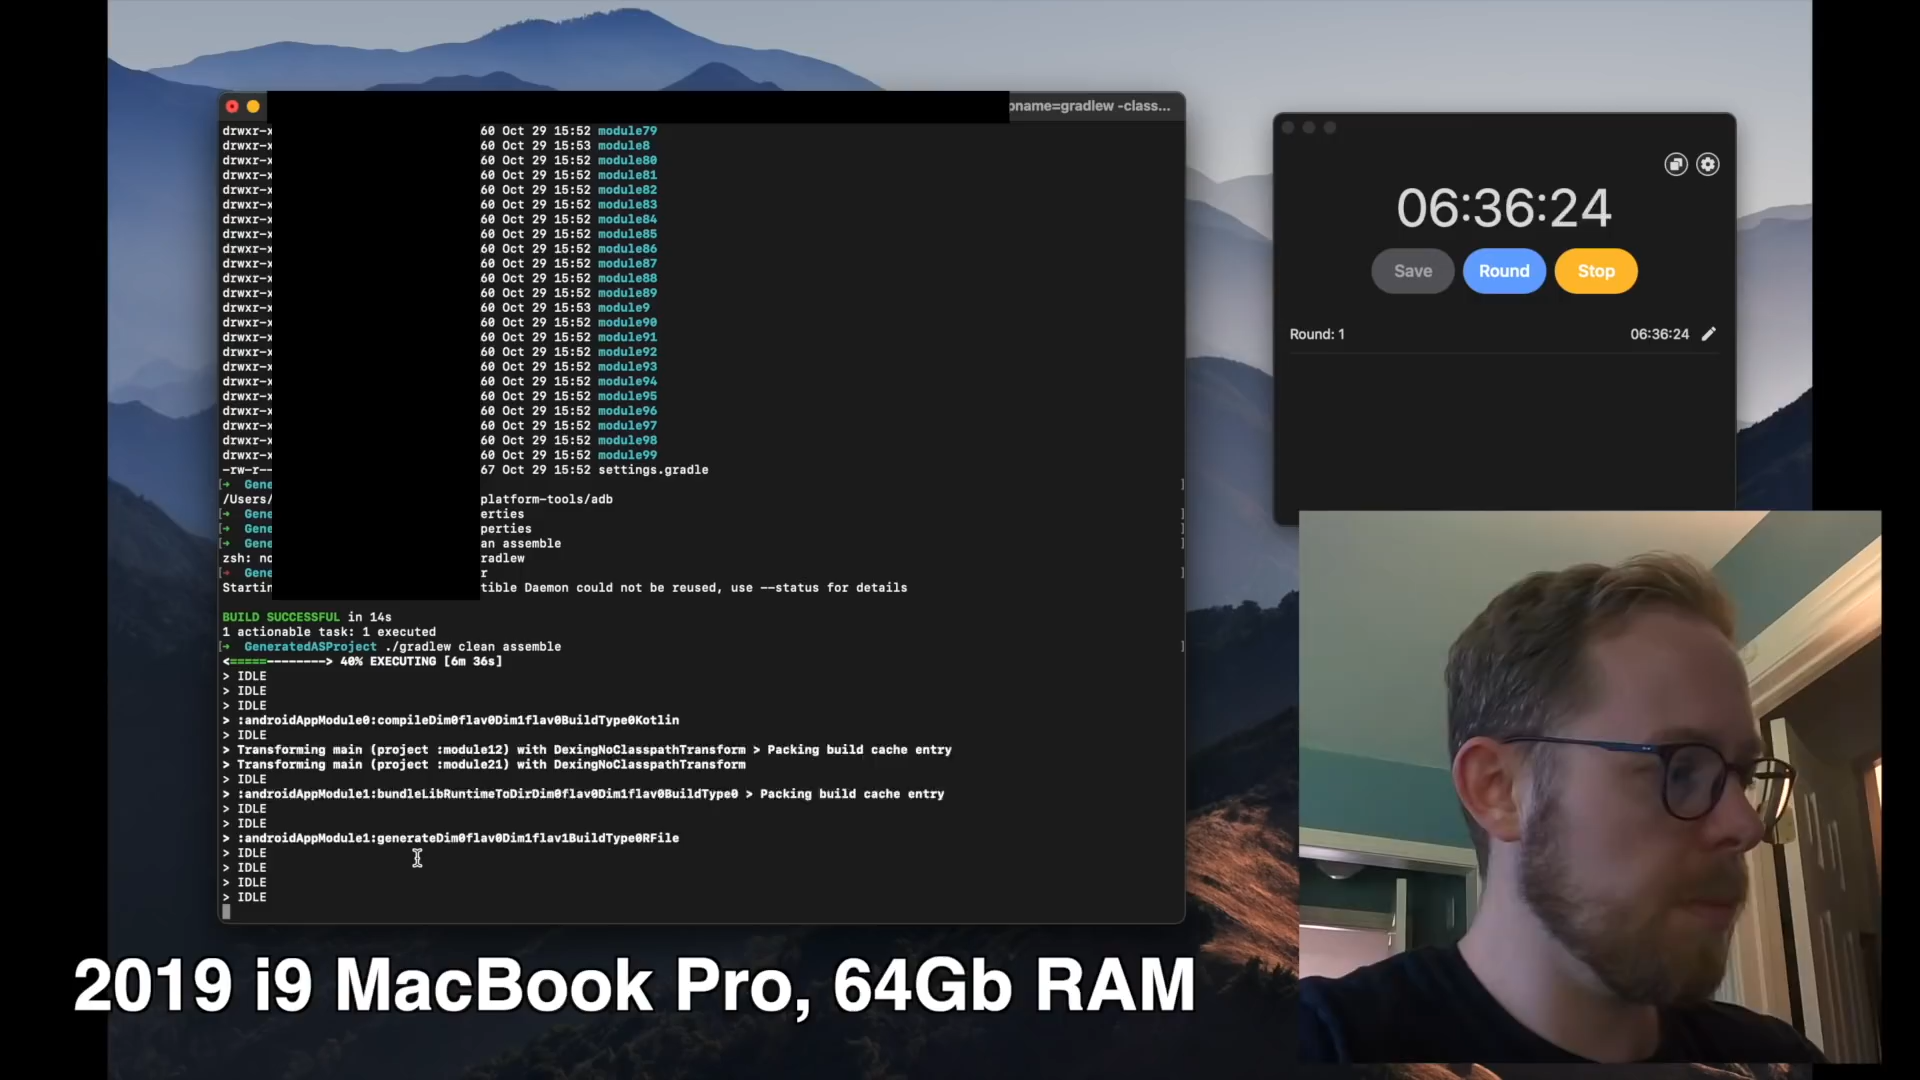 pname=gradlew -class...
drwxr-x 60 Oct 29 15:52 module79
drwxr-x 60 Oct 29 15:53 module8
drwxr-x 60 Oct 29 15:52 module80
drwxr-x 60 Oct 29 15:52 module81
drwxr-x 60 Oct 29 15:52 module82
drwxr-x 60 Oct 29 15:52 module83
drwxr-x 60 Oct 29 15:52 module84
drwxr-x 60 Oct 29 15:52 module85
drwxr-x 60 Oct 29 15:52 module86
drwxr-x 60 Oct 29 15:52 module87
drwxr-x 60 Oct 29 15:52 module88
drwxr-x 60 Oct 29 15:52 module89
drwxr-x 60 Oct 29 15:53 module9
drwxr-x 60 Oct 29 15:52 module90
drwxr-x 60 Oct 29 15:52 module91
drwxr-x 60 Oct 29 15:52 module92
drwxr-x 60 Oct 29 15:52 module93
drwxr-x 60 Oct 29 15:52 module94
drwxr-x 60 Oct 29 15:52 module95
drwxr-x 60 Oct 29 15:52 module96
drwxr-x 60 Oct 29 15:52 module97
drwxr-x 60 Oct 29 15:52 module98
drwxr-x 60 Oct 29 15:52 module99
-rw-r-- 67 Oct 29 15:52 settings.gradle
[→ Gene ]
/Users/ platform-tools/adb
[→ Gene erties ]
[→ Gene perties ]
[→ Gene an assemble ]
zsh: no radlew
[→ Gene r ]
Startin tible Daemon could not be reused, use --status for details
BUILD SUCCESSFUL in 14s
1 actionable task: 1 executed
[→ GeneratedASProject ./gradlew clean assemble ]
<=====--------> 40% EXECUTING [6m 36s]
> IDLE
> IDLE
> IDLE
> :androidAppModule0:compileDim0flav0Dim1flav0BuildType0Kotlin
> IDLE
> Transforming main (project :module12) with DexingNoClasspathTransform > Packing build cache entry
> Transforming main (project :module21) with DexingNoClasspathTransform
> IDLE
> :androidAppModule1:bundleLibRuntimeToDirDim0flav0Dim1flav0BuildType0 > Packing build cache entry
> IDLE
> IDLE
> :androidAppModule1:generateDim0flav0Dim1flav1BuildType0RFile
> IDLE
> IDLE
> IDLE
> IDLE
06:36:24
Save Round Stop
Round: 1 06:36:24
2019 i9 MacBook Pro, 64Gb RAM